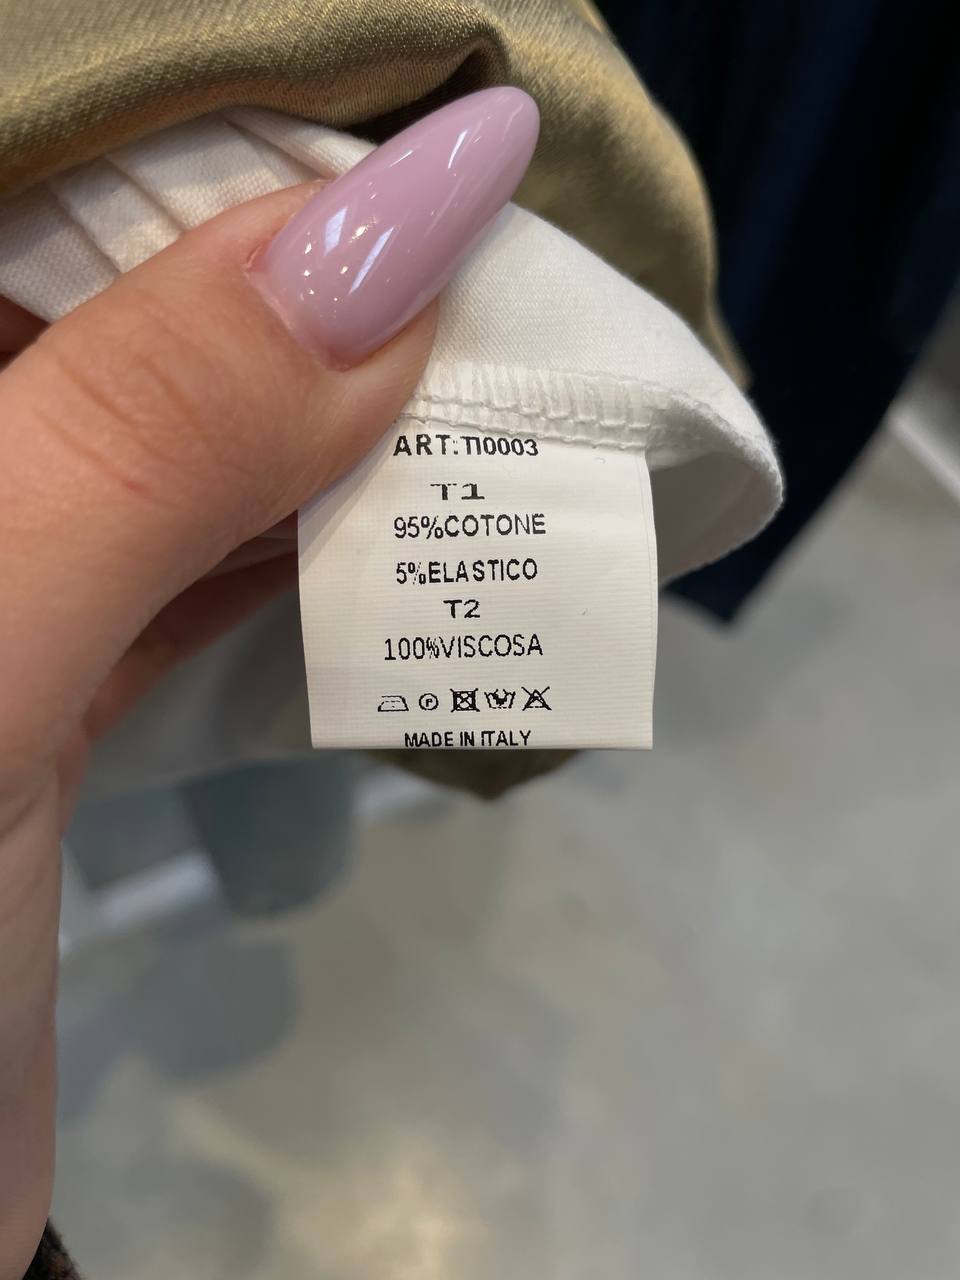 ART:TI0003
T1
95%COTONE
5%ELASTICO
T2
100%VISCOSA
MADE IN ITALY